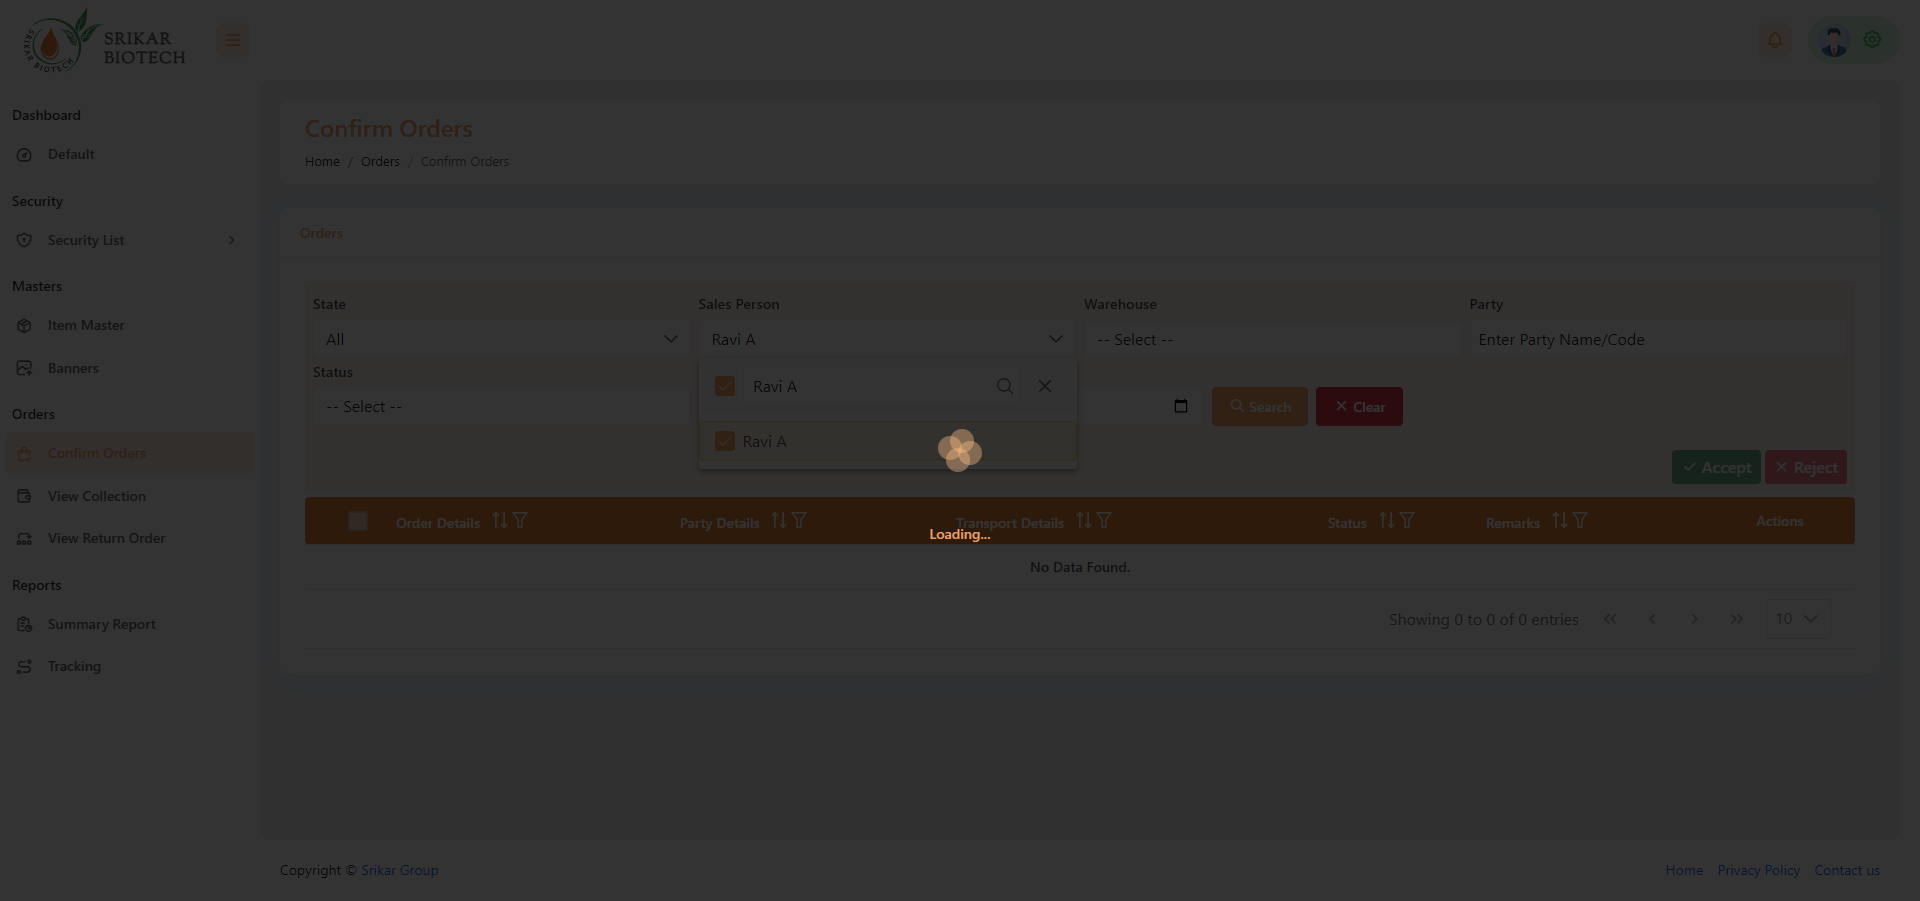 SRIKAR BIOTECH
SRIKAR
BIOTECH
Dashboard
Default
Security
Security List
Masters
Item Master
Banners
Orders
Confirm Orders
View Collection
View Return Order
Reports
Summary Report
Tracking
Confirm Orders
Home / Orders / Confirm Orders
Orders
State
All
Sales Person
Ravi A
Warehouse
-- Select --
Party
Enter Party Name/Code
Status
-- Select --
Ravi A
Ravi A
Search
Clear
Accept
Reject
Order Details
Party Details
Transport Details
Status
Remarks
Actions
Loading...
No Data Found.
Showing 0 to 0 of 0 entries
10
Copyright © Srikar Group
Home
Privacy Policy
Contact us